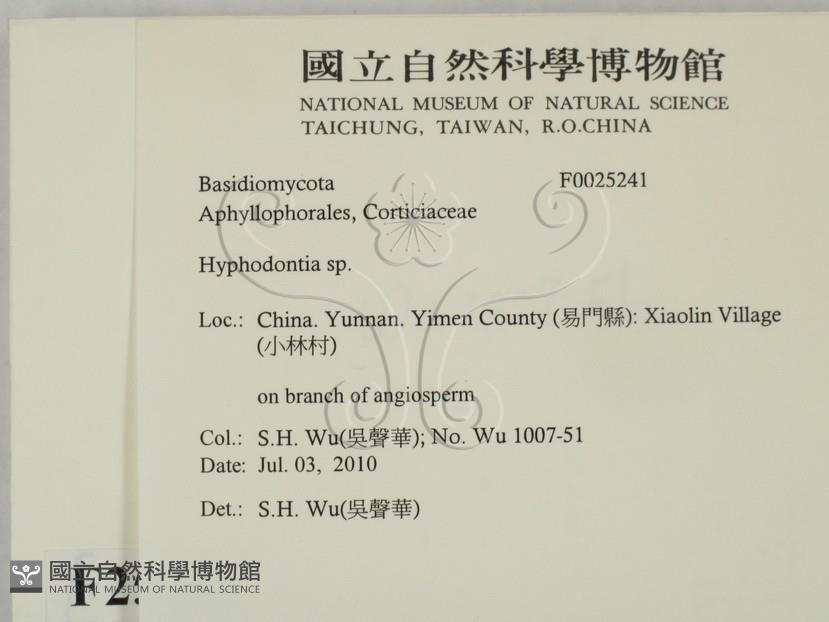 國立自然科學博物館
NATIONAL MUSEUM OF NATURAL SCIENCE
TAICHUNG, TAIWAN, R.O.CHINA
Basidiomycota F0025241
Aphyllophorales, Corticiaceae
Hyphodontia sp.
Loc.: China. Yunnan. Yimen County (易門縣): Xiaolin Village
(小林村)
on branch of angiosperm
Col.: S.H. Wu(吳聲華); No. Wu 1007-51
Date: Jul. 03, 2010
Det.: S.H. Wu(吳聲華)
國立自然科學博物館
NATIONAL MUSEUM OF NATURAL SCIENCE